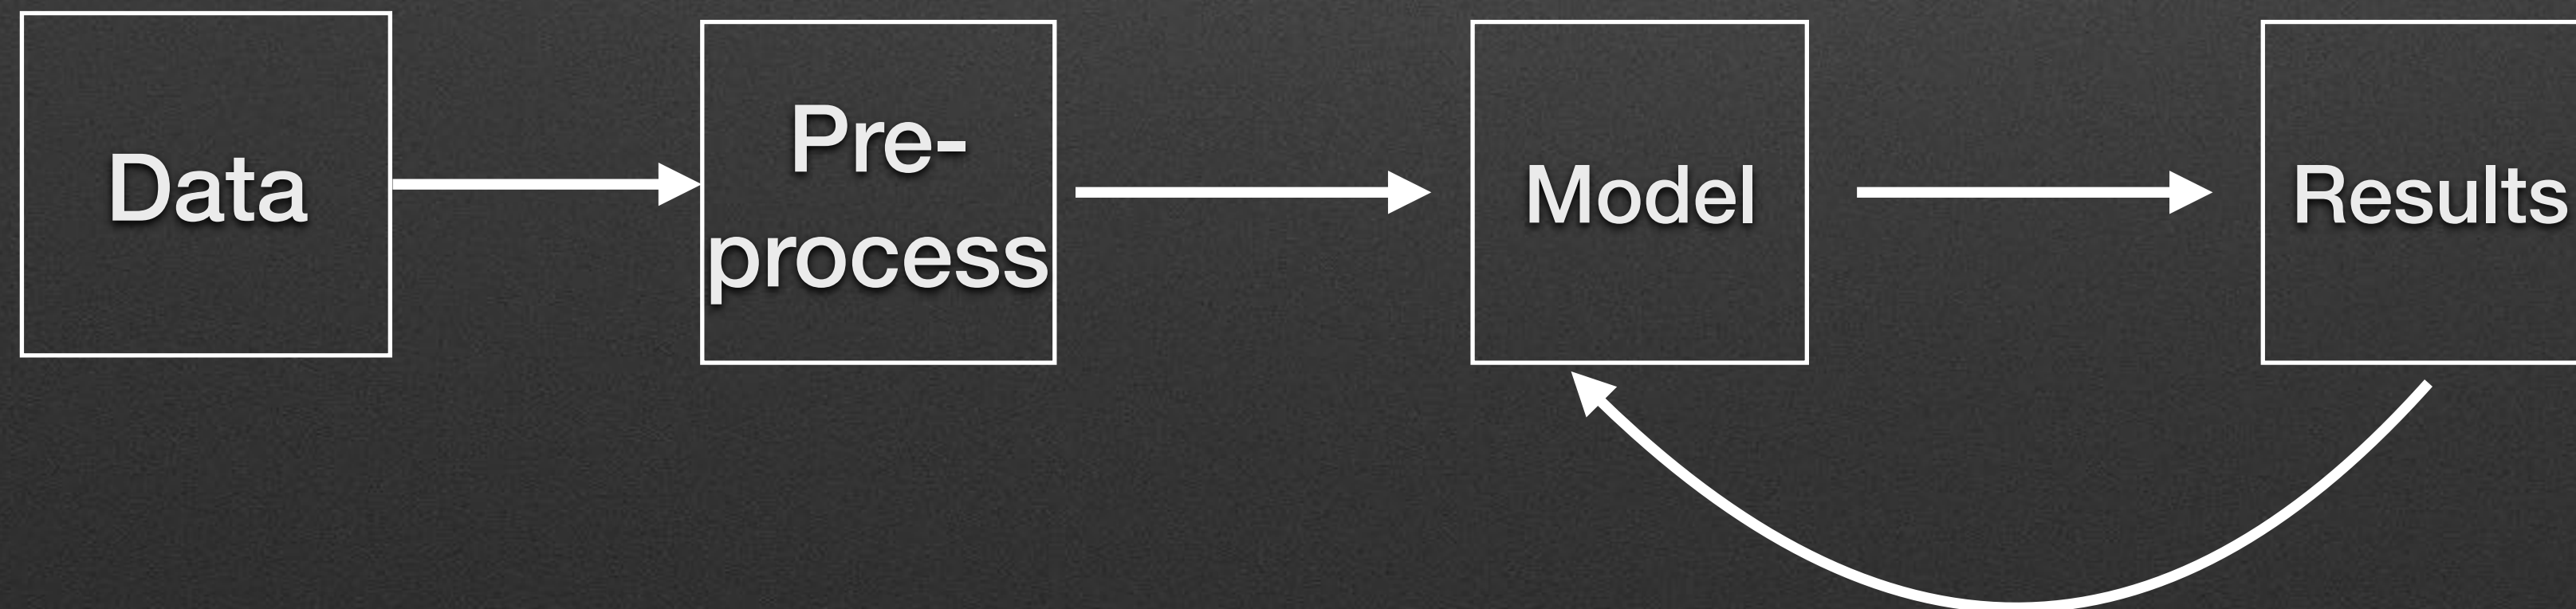 Data
Pre-
process
Model
Results